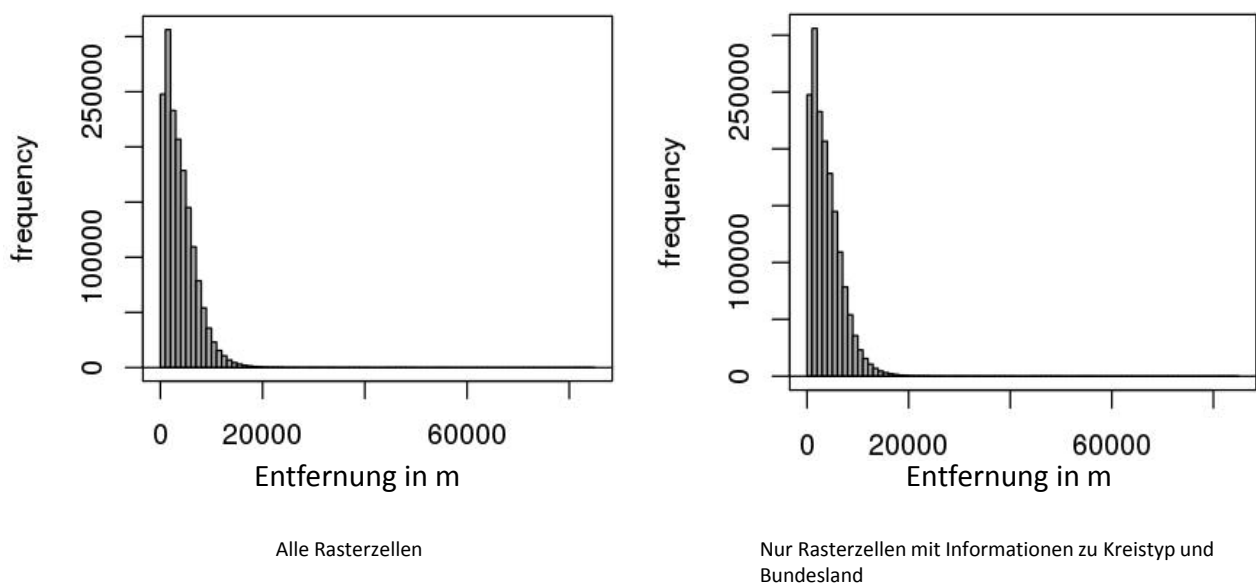 frequency
250000
100000
0
0 20000 60000
Entfernung in m
Alle Rasterzellen
frequency
250000
100000
0
0 20000 60000
Entfernung in m
Nur Rasterzellen mit Informationen zu Kreistyp und
Bundesland